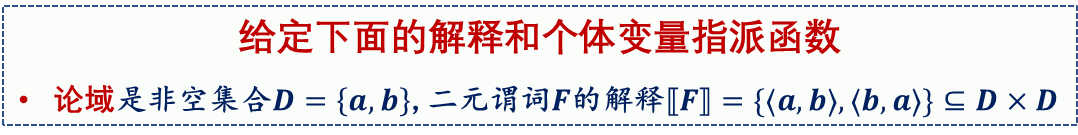 给定下面的解释和个体变量指派函数
• 论域是非空集合D = {a, b}, 二元谓词F的解释⟦F⟧ = {⟨a, b⟩, ⟨b, a⟩} ⊆ D × D